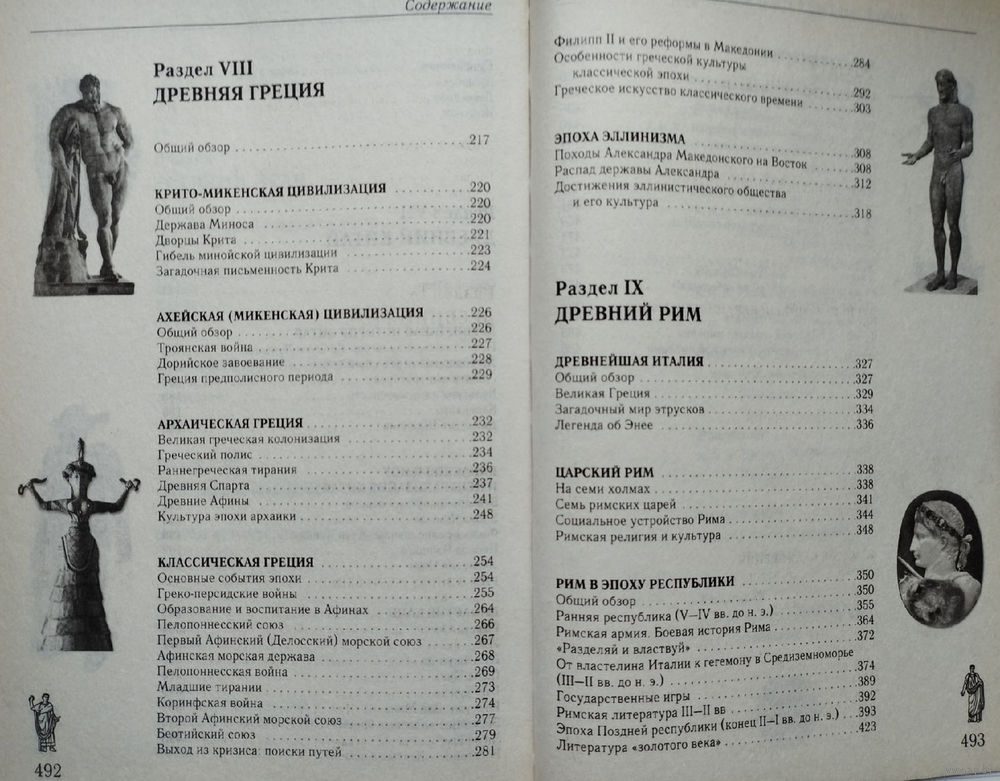 Содержание
Раздел VIII
ДРЕВНЯЯ ГРЕЦИЯ
Общий обзор ........ 217
КРИТО-МИКЕНСКАЯ ЦИВИЛИЗАЦИЯ ........ 220
Общий обзор ........ 220
Держава Миноса ........ 220
Дворцы Крита ........ 221
Гибель минойской цивилизации ........ 223
Загадочная письменность Крита ........ 224
АХЕЙСКАЯ (МИКЕНСКАЯ) ЦИВИЛИЗАЦИЯ ........ 226
Общий обзор ........ 226
Троянская война ........ 227
Дорийское завоевание ........ 228
Греция предполисного периода ........ 229
АРХАИЧЕСКАЯ ГРЕЦИЯ ........ 232
Великая греческая колонизация ........ 232
Греческий полис ........ 234
Раннегреческая тирания ........ 236
Древняя Спарта ........ 237
Древние Афины ........ 241
Культура эпохи архаики ........ 248
КЛАССИЧЕСКАЯ ГРЕЦИЯ ........ 254
Основные события эпохи ........ 254
Греко-персидские войны ........ 255
Образование и воспитание в Афинах ........ 264
Пелопоннесский союз ........ 266
Первый Афинский (Делосский) морской союз ........ 267
Афинская морская держава ........ 268
Пелопоннесская война ........ 269
Младшие тирании ........ 273
Коринфская война ........ 274
Второй Афинский морской союз ........ 277
Беотийский союз ........ 279
Выход из кризиса: поиски путей ........ 281
492
Филипп II и его реформы в Македонии ........ 284
Особенности греческой культуры
классической эпохи ........ 292
Греческое искусство классического времени ........ 303
ЭПОХА ЭЛЛИНИЗМА ........ 308
Походы Александра Македонского на Восток ........ 308
Распад державы Александра ........ 312
Достижения эллинистического общества
и его культура ........ 318
Раздел IX
ДРЕВНИЙ РИМ
ДРЕВНЕЙШАЯ ИТАЛИЯ ........ 327
Общий обзор ........ 327
Великая Греция ........ 329
Загадочный мир этрусков ........ 334
Легенда об Энее ........ 336
ЦАРСКИЙ РИМ ........ 338
На семи холмах ........ 338
Семь римских царей ........ 341
Социальное устройство Рима ........ 344
Римская религия и культура ........ 348
РИМ В ЭПОХУ РЕСПУБЛИКИ ........ 350
Общий обзор ........ 350
Ранняя республика (V—IV вв. до н. э.) ........ 355
Римская армия. Боевая история Рима ........ 364
«Разделяй и властвуй» ........ 372
От властелина Италии к гегемону в Средиземноморье
(III—II вв. до н. э.) ........ 374
Государственные игры ........ 389
Римская литература III—II вв ........ 392
Эпоха Поздней республики (конец II—I вв. до н. э.) ........ 393
Литература «золотого века» ........ 423
493